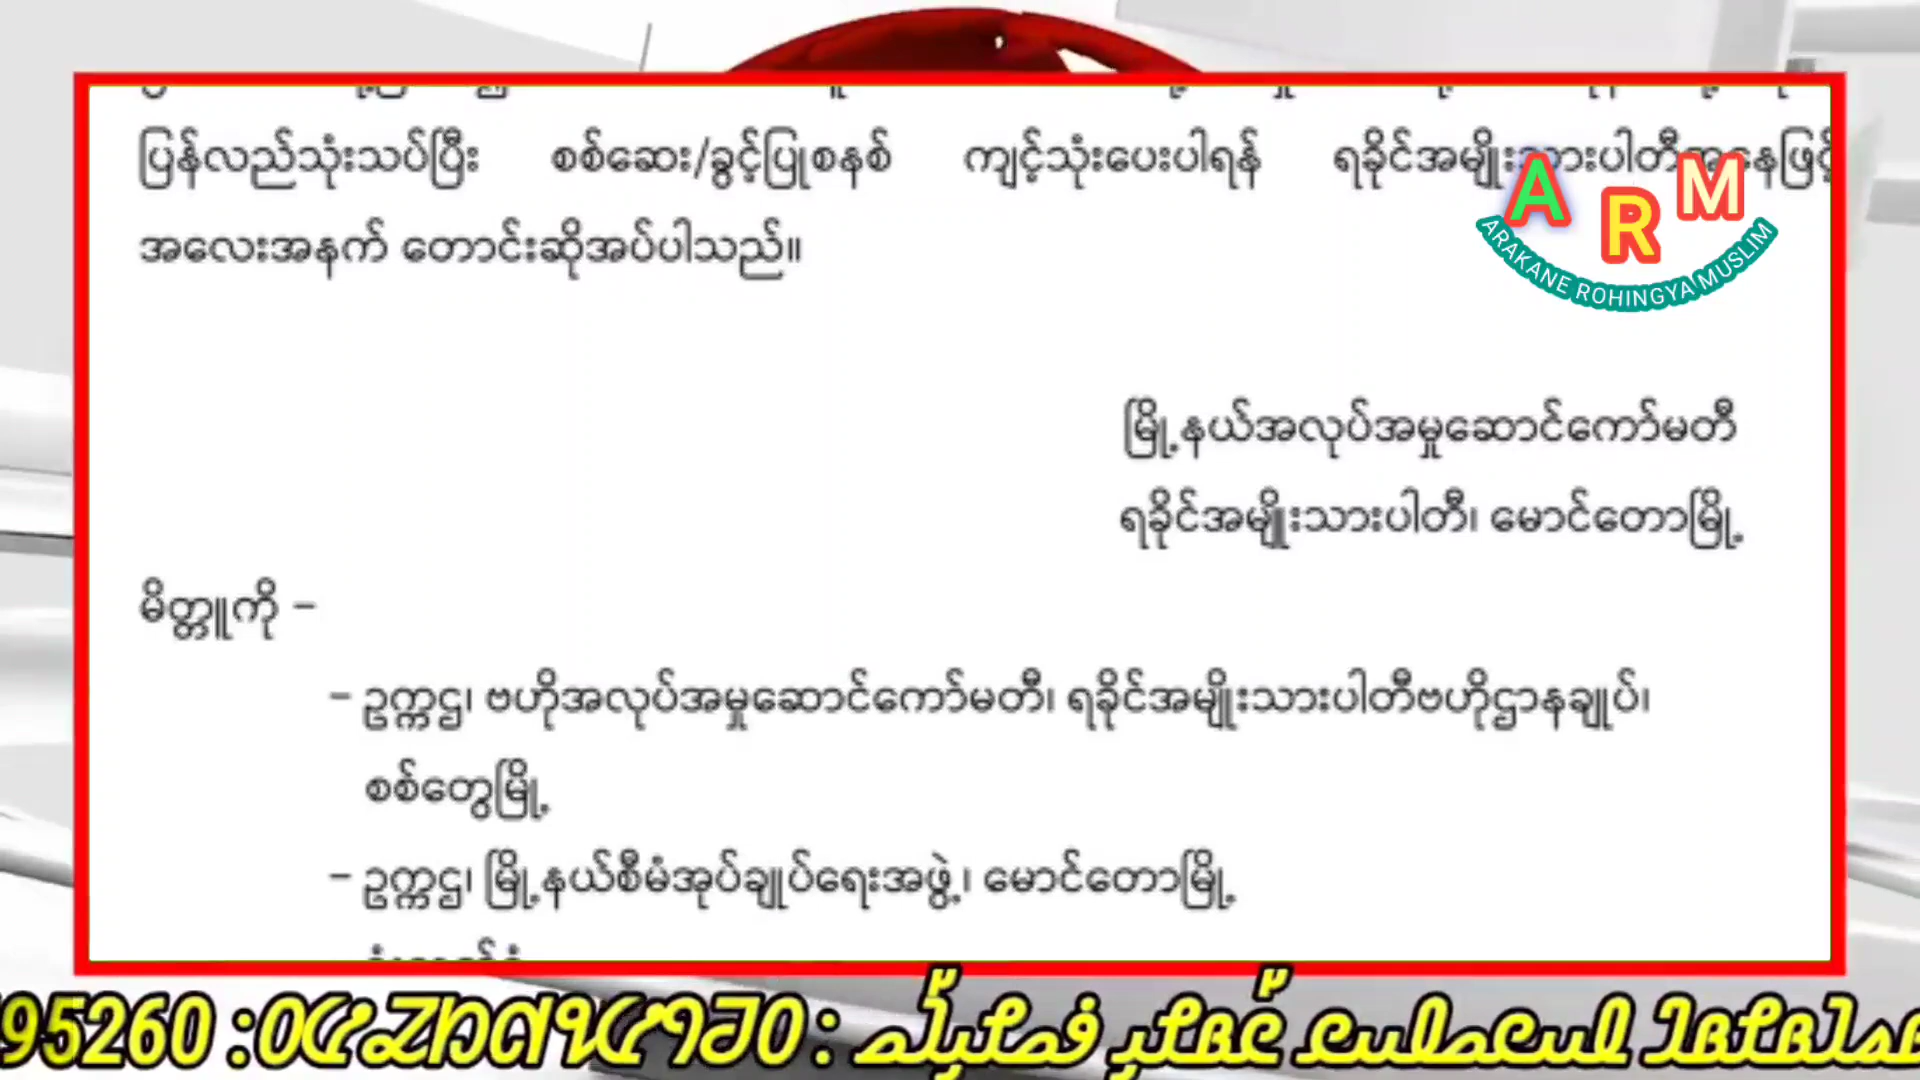 ပြန်လည်သုံးသပ်ပြီး စစ်ဆေး/ခွင့်ပြုစနစ် ကျင့်သုံးပေးပါရန် ရခိုင်အမျိုးသားပါတီအနေဖြင့်
အလေးအနက် တောင်းဆိုအပ်ပါသည်။
A R M
ARAKANE ROHINGYA MUSLIM
မြို့နယ်အလုပ်အမှုဆောင်ကော်မတီ
ရခိုင်အမျိုးသားပါတီ၊ မောင်တောမြို့
မိတ္တူကို -
- ဥက္ကဌ၊ ဗဟိုအလုပ်အမှုဆောင်ကော်မတီ၊ ရခိုင်အမျိုးသားပါတီဗဟိုဌာနချုပ်၊
စစ်တွေမြို့
- ဥက္ကဌ၊ မြို့နယ်စီမံအုပ်ချုပ်ရေးအဖွဲ့၊ မောင်တောမြို့
95260